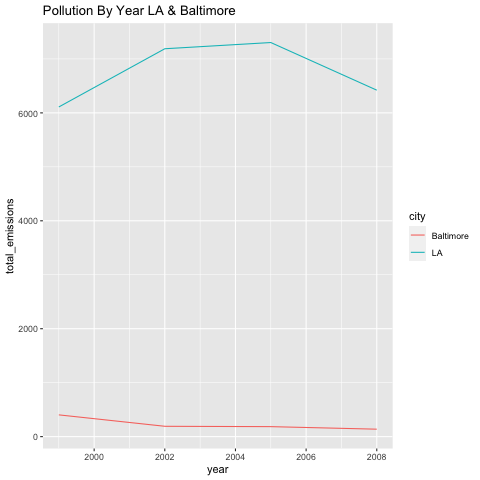 Pollution By Year LA & Baltimore
6000
4000
2000
0
total_emissions
2000 2002 2004 2006 2008
year
city
Baltimore
LA